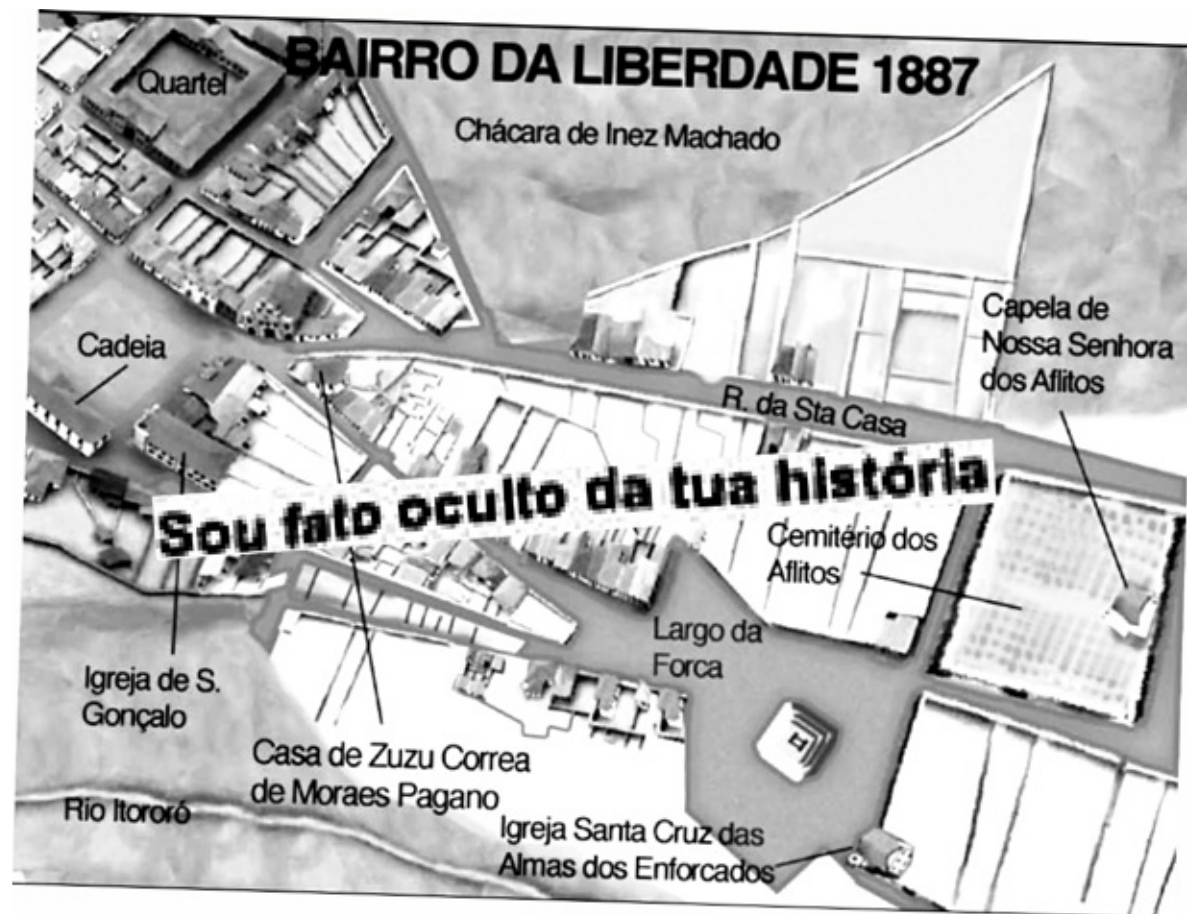 BAIRRO DA LIBERDADE 1887
Quartel
Chácara de Inez Machado
Cadeia
Capela de
Nossa Senhora
dos Aflitos
R. da Sta Casa
Sou fato oculto da tua história
Cemitério dos
Aflitos
Largo da
Forca
Igreja de S.
Gonçalo
Casa de Zuzu Correa
de Moraes Pagano
Rio Itororó
Igreja Santa Cruz das
Almas dos Enforcados